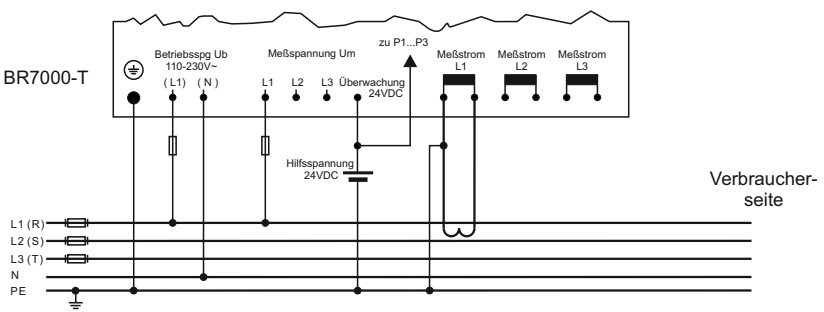 zu P1...P3
Betriebsspg Ub
110-230V~
Meßspannung Um
Meßstrom
L1
Meßstrom
L2
Meßstrom
L3
BR7000-T
( L1) ( N )
L1 L2 L3 Überwachung
24VDC
Hilfsspannung
24VDC
Verbraucher-
seite
L1 (R)
L2 (S)
L3 (T)
N
PE